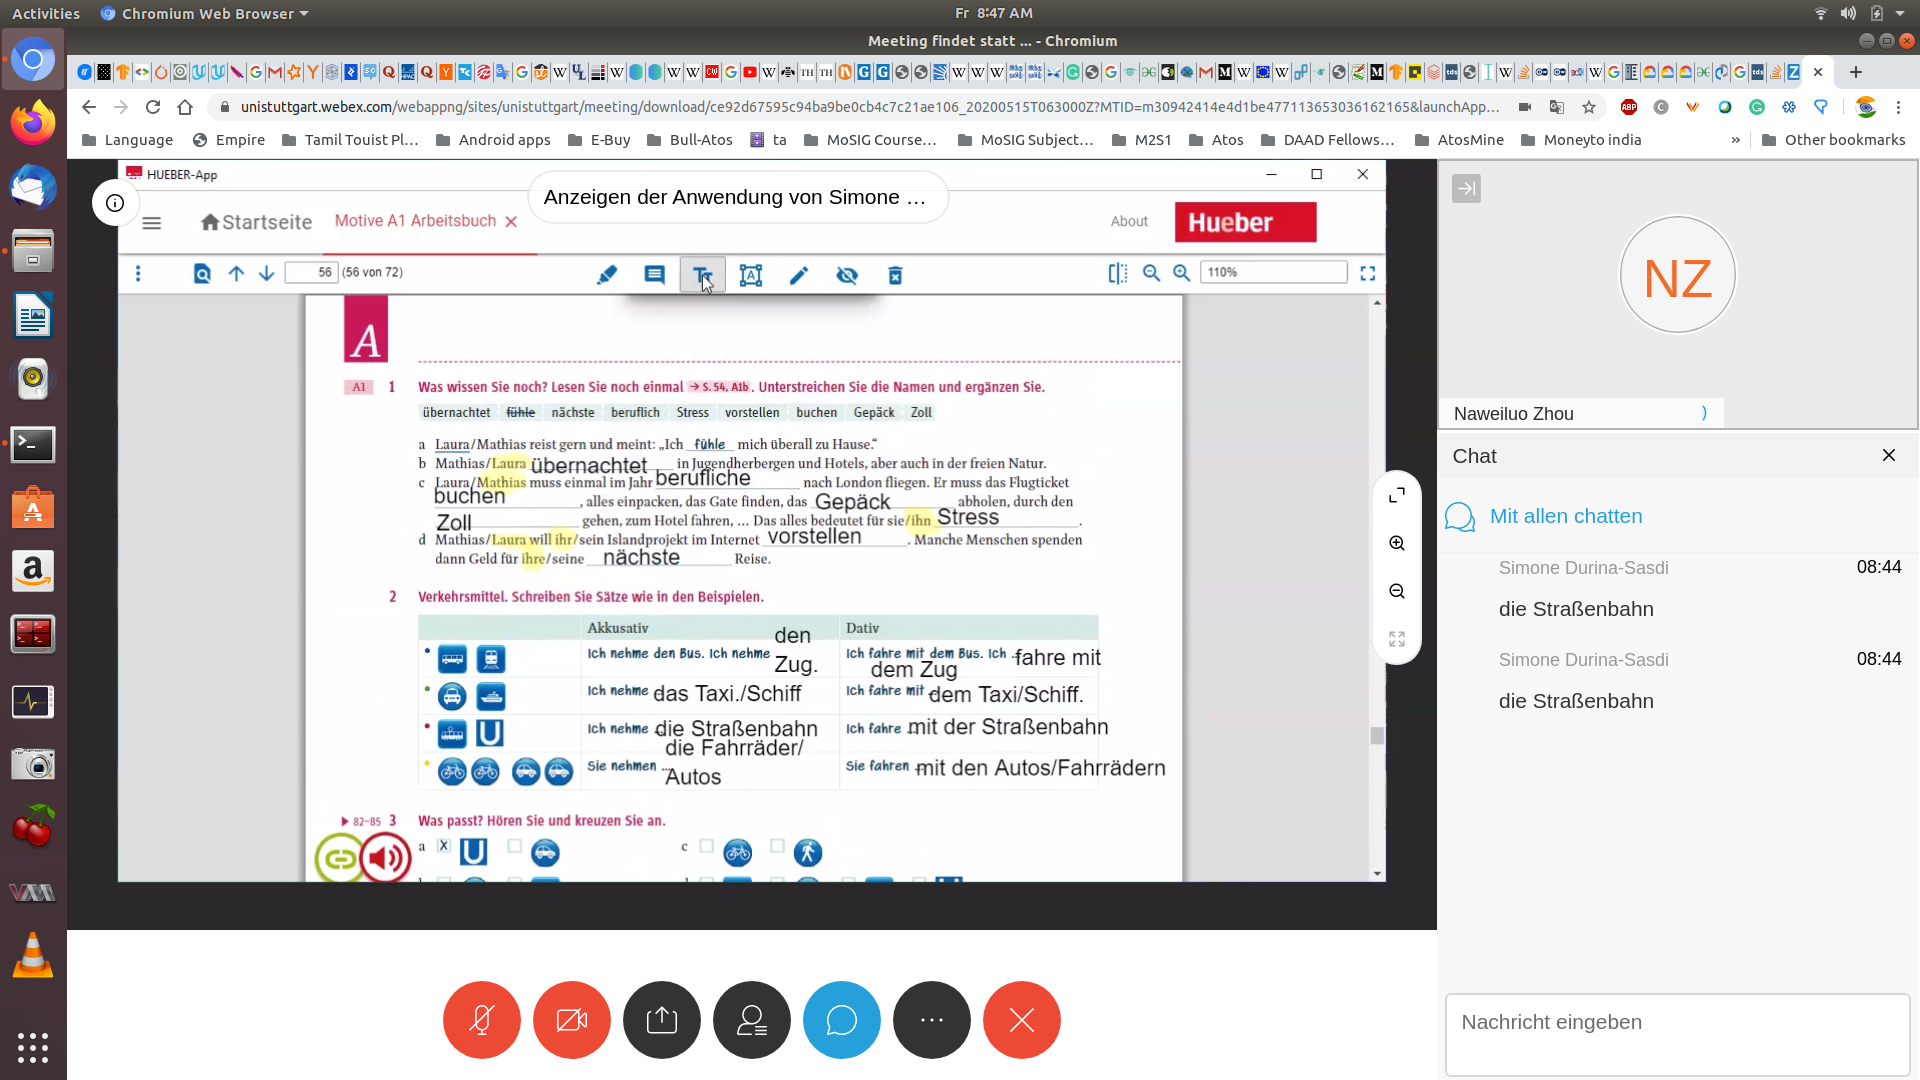 Activities
Chromium Web Browser
Fr 8:47 AM
Meeting findet statt ... - Chromium
unistuttgart.webex.com/webappng/sites/unistuttgart/meeting/download/ce92d67595c94ba9be0cb4c7c21ae106_20200515T063000Z?MTID=m30942414e4d1be477113653036162165&launchApp...
Language
Empire
Tamil Touist Pl...
Android apps
E-Buy
Bull-Atos
ta
MoSIG Course...
MoSIG Subject...
M2S1
Atos
DAAD Fellows...
AtosMine
Moneyto india
»
Other bookmarks
HUEBER-App
Anzeigen der Anwendung von Simone ...
Startseite
Motive A1 Arbeitsbuch
About
Hueber
56 (56 von 72)
110%
A
A1 1 Was wissen Sie noch? Lesen Sie noch einmal → S. 54, A1b. Unterstreichen Sie die Namen und ergänzen Sie.
übernachtet fühle nächste beruflich Stress vorstellen buchen Gepäck Zoll
a Laura/Mathias reist gern und meint: „Ich fühle mich überall zu Hause.“
b Mathias/Laura übernachtet in Jugendherbergen und Hotels, aber auch in der freien Natur.
c Laura/Mathias muss einmal im Jahr berufliche nach London fliegen. Er muss das Flugticket
buchen, alles einpacken, das Gate finden, das Gepäck abholen, durch den
Zoll gehen, zum Hotel fahren, ... Das alles bedeutet für sie/ihn Stress.
d Mathias/Laura will ihr/sein Islandprojekt im Internet vorstellen. Manche Menschen spenden
dann Geld für ihre/seine nächste Reise.
2 Verkehrsmittel. Schreiben Sie Sätze wie in den Beispielen.
Akkusativ
Dativ
Ich nehme den Bus. Ich nehme den Zug.
Ich fahre mit dem Bus. Ich ... fahre mit
dem Zug
Ich nehme das Taxi./Schiff
Ich fahre mit dem Taxi/Schiff.
U
Ich nehme ... die Straßenbahn
Ich fahre ... mit der Straßenbahn
Sie nehmen ... die Fahrräder/
Autos
Sie fahren ... mit den Autos/Fahrrädern
82-85 3 Was passt? Hören Sie und kreuzen Sie an.
a X U
c
NZ
Naweiluo Zhou
Chat
Mit allen chatten
Simone Durina-Sasdi 08:44
die Straßenbahn
Simone Durina-Sasdi 08:44
die Straßenbahn
Nachricht eingeben